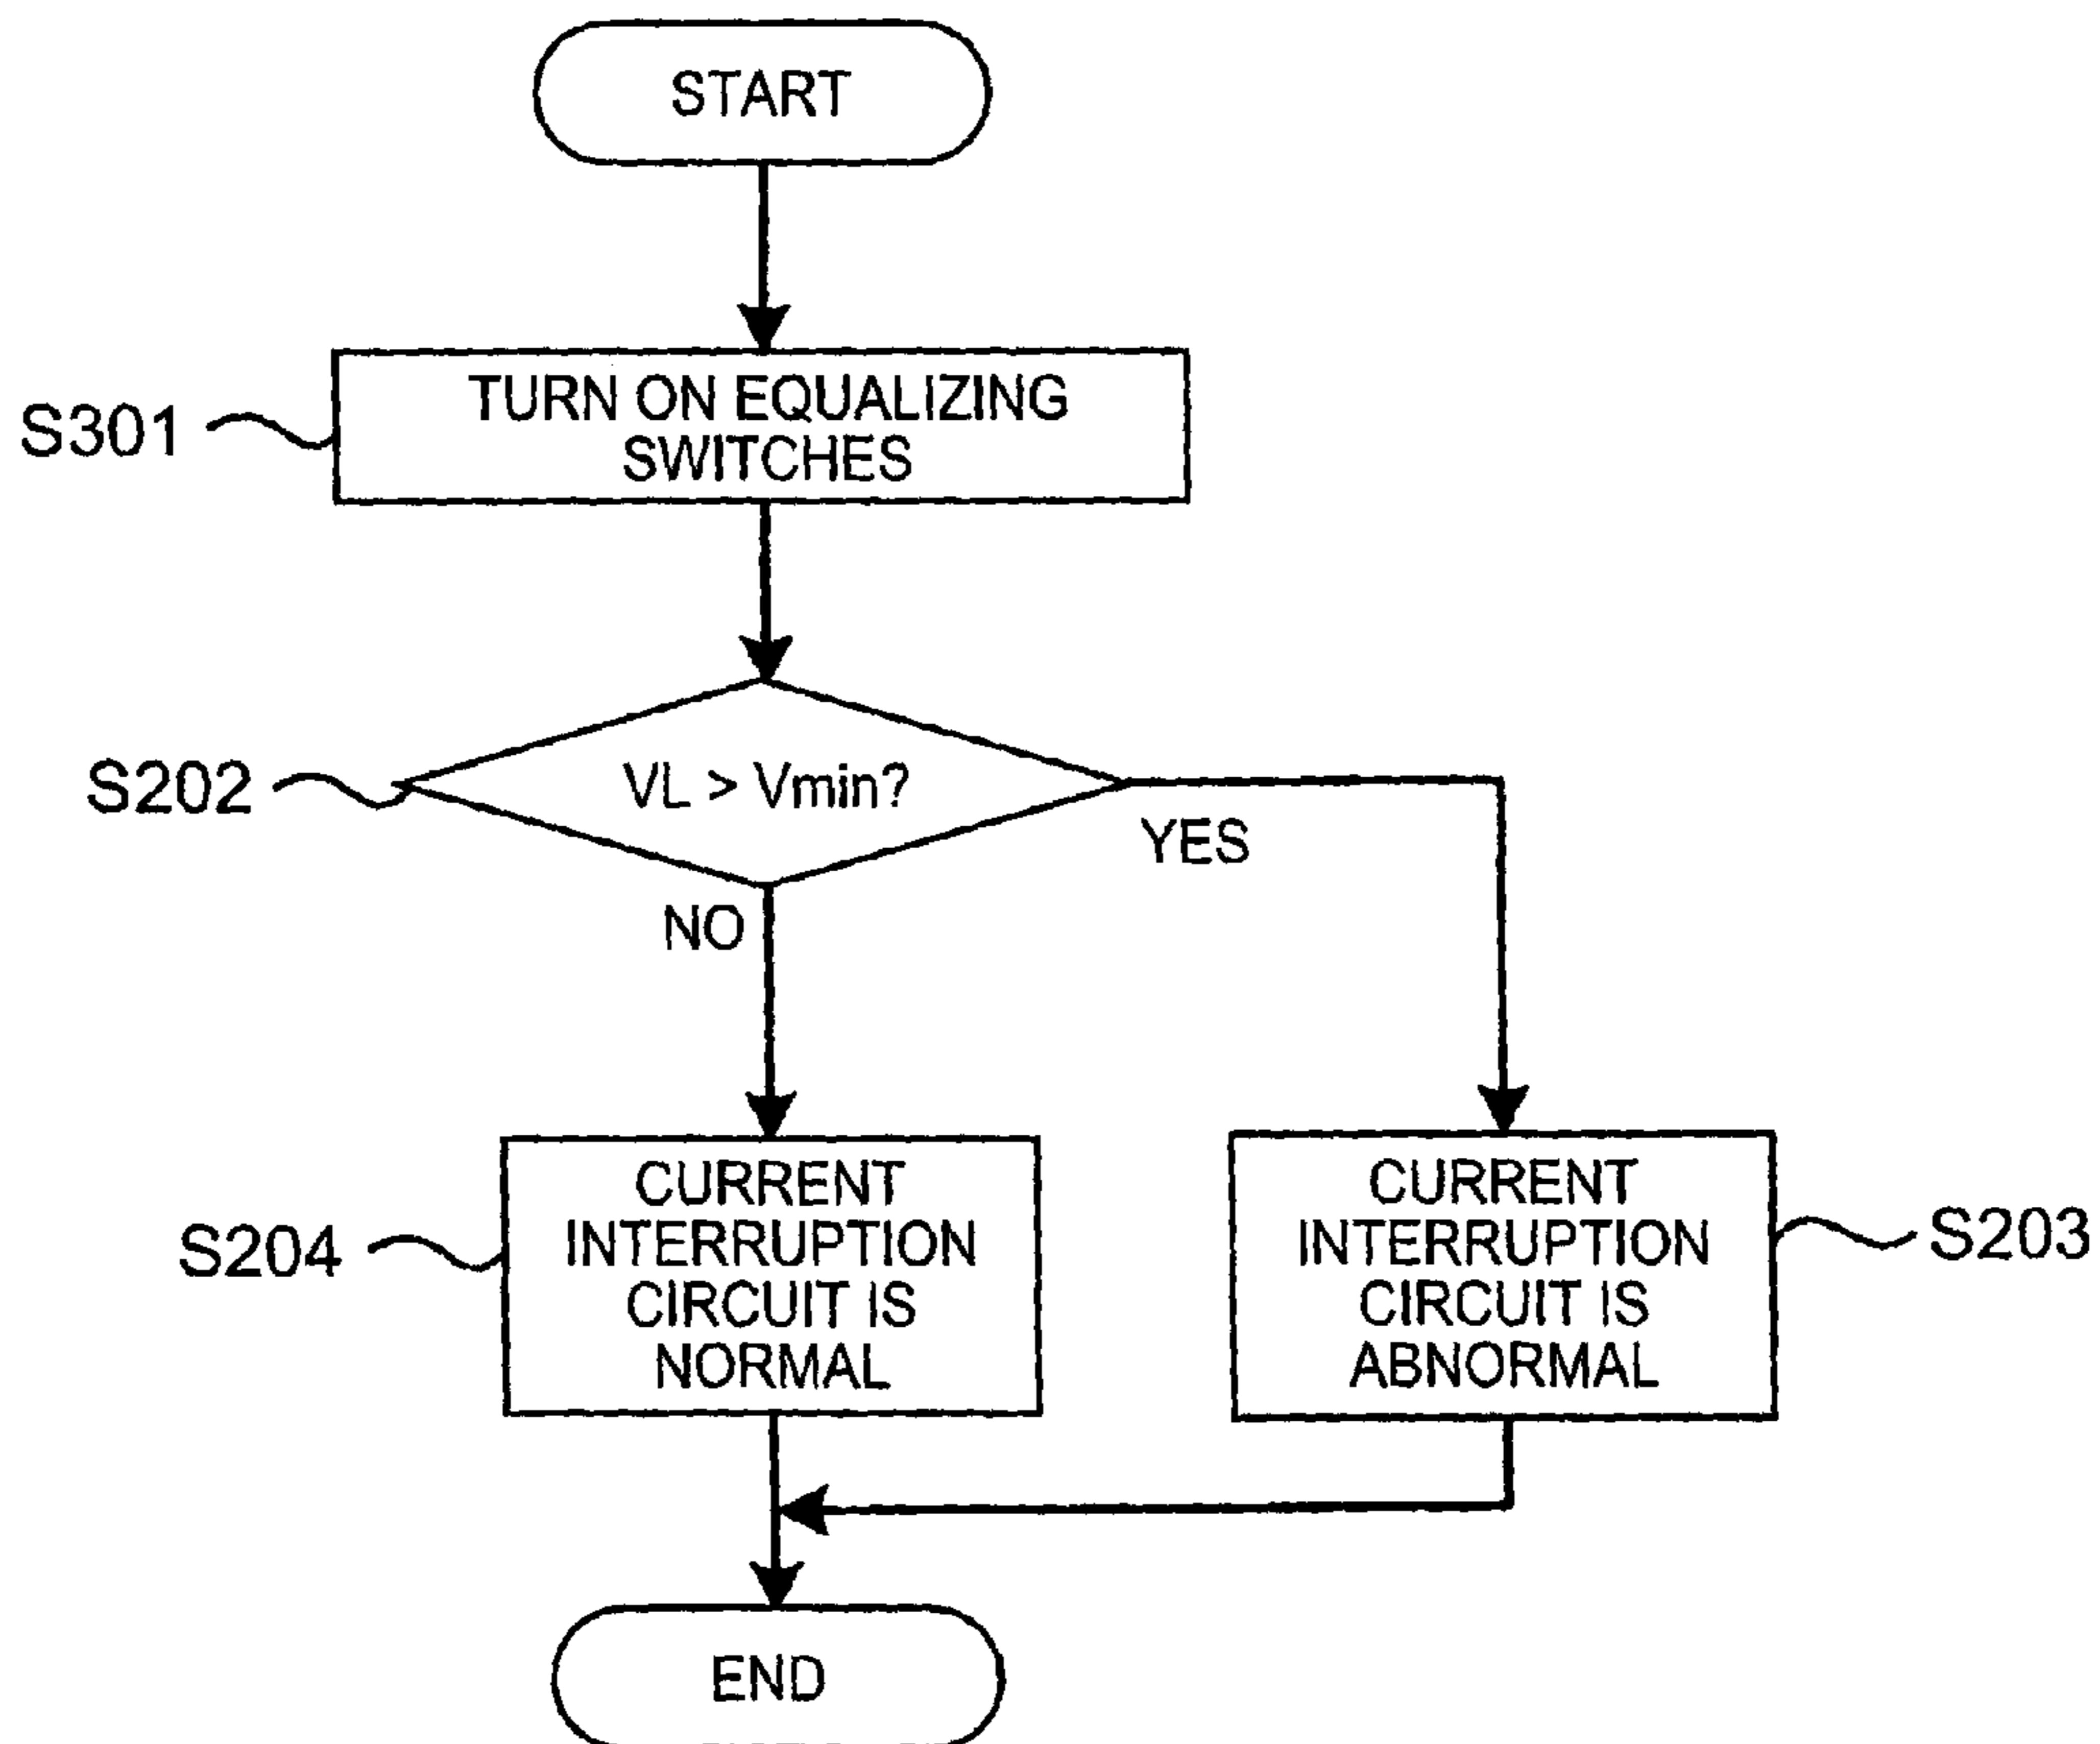 START
S301
TURN ON EQUALIZING
SWITCHES
S202
VL > Vmin?
YES
NO
S204
CURRENT
INTERRUPTION
CIRCUIT IS
NORMAL
CURRENT
INTERRUPTION
CIRCUIT IS
ABNORMAL
S203
END